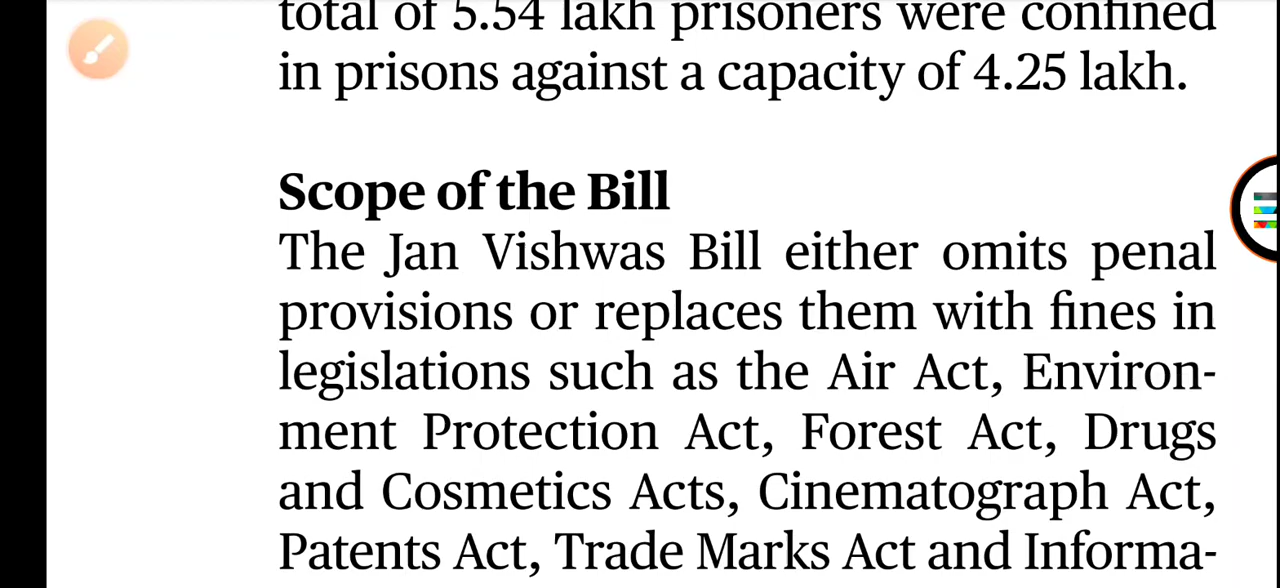 total of 5.54 lakh prisoners were confined
in prisons against a capacity of 4.25 lakh.
Scope of the Bill
The Jan Vishwas Bill either omits penal
provisions or replaces them with fines in
legislations such as the Air Act, Environ-
ment Protection Act, Forest Act, Drugs
and Cosmetics Acts, Cinematograph Act,
Patents Act, Trade Marks Act and Informa-